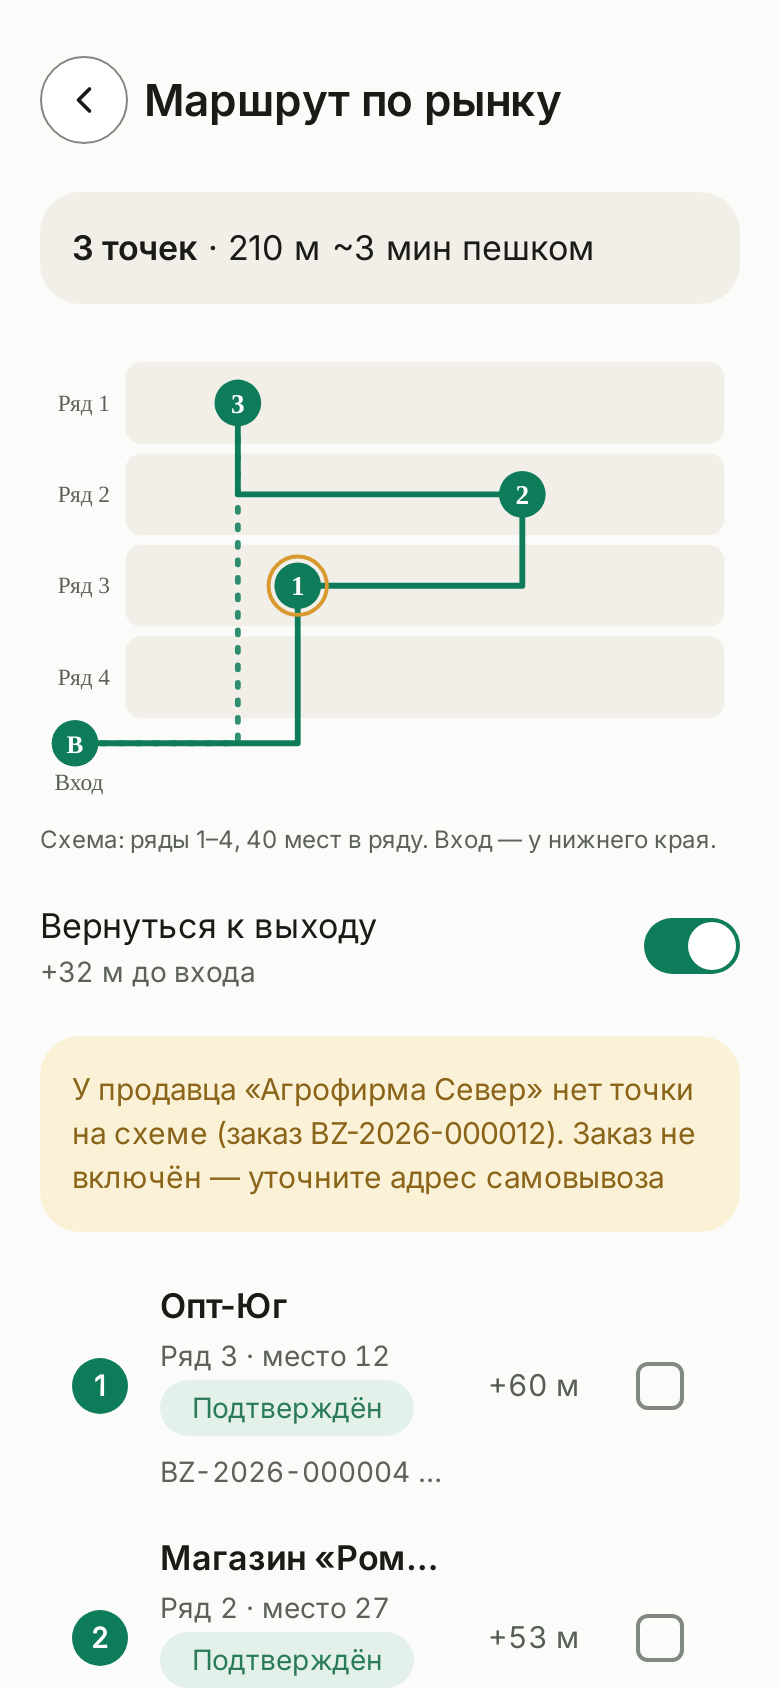 Маршрут по рынку
3 точек · 210 м ~3 мин пешком
Ряд 1
3
Ряд 2
2
Ряд 3
1
Ряд 4
В
Вход
Схема: ряды 1–4, 40 мест в ряду. Вход — у нижнего края.
Вернуться к выходу
+32 м до входа
У продавца «Агрофирма Север» нет точки
на схеме (заказ BZ-2026-000012). Заказ не
включён — уточните адрес самовывоза
Опт-Юг
Ряд 3 · место 12
1
+60 м
Подтверждён
BZ-2026-000004 ...
Магазин «Ром...
Ряд 2 · место 27
2
+53 м
Подтверждён